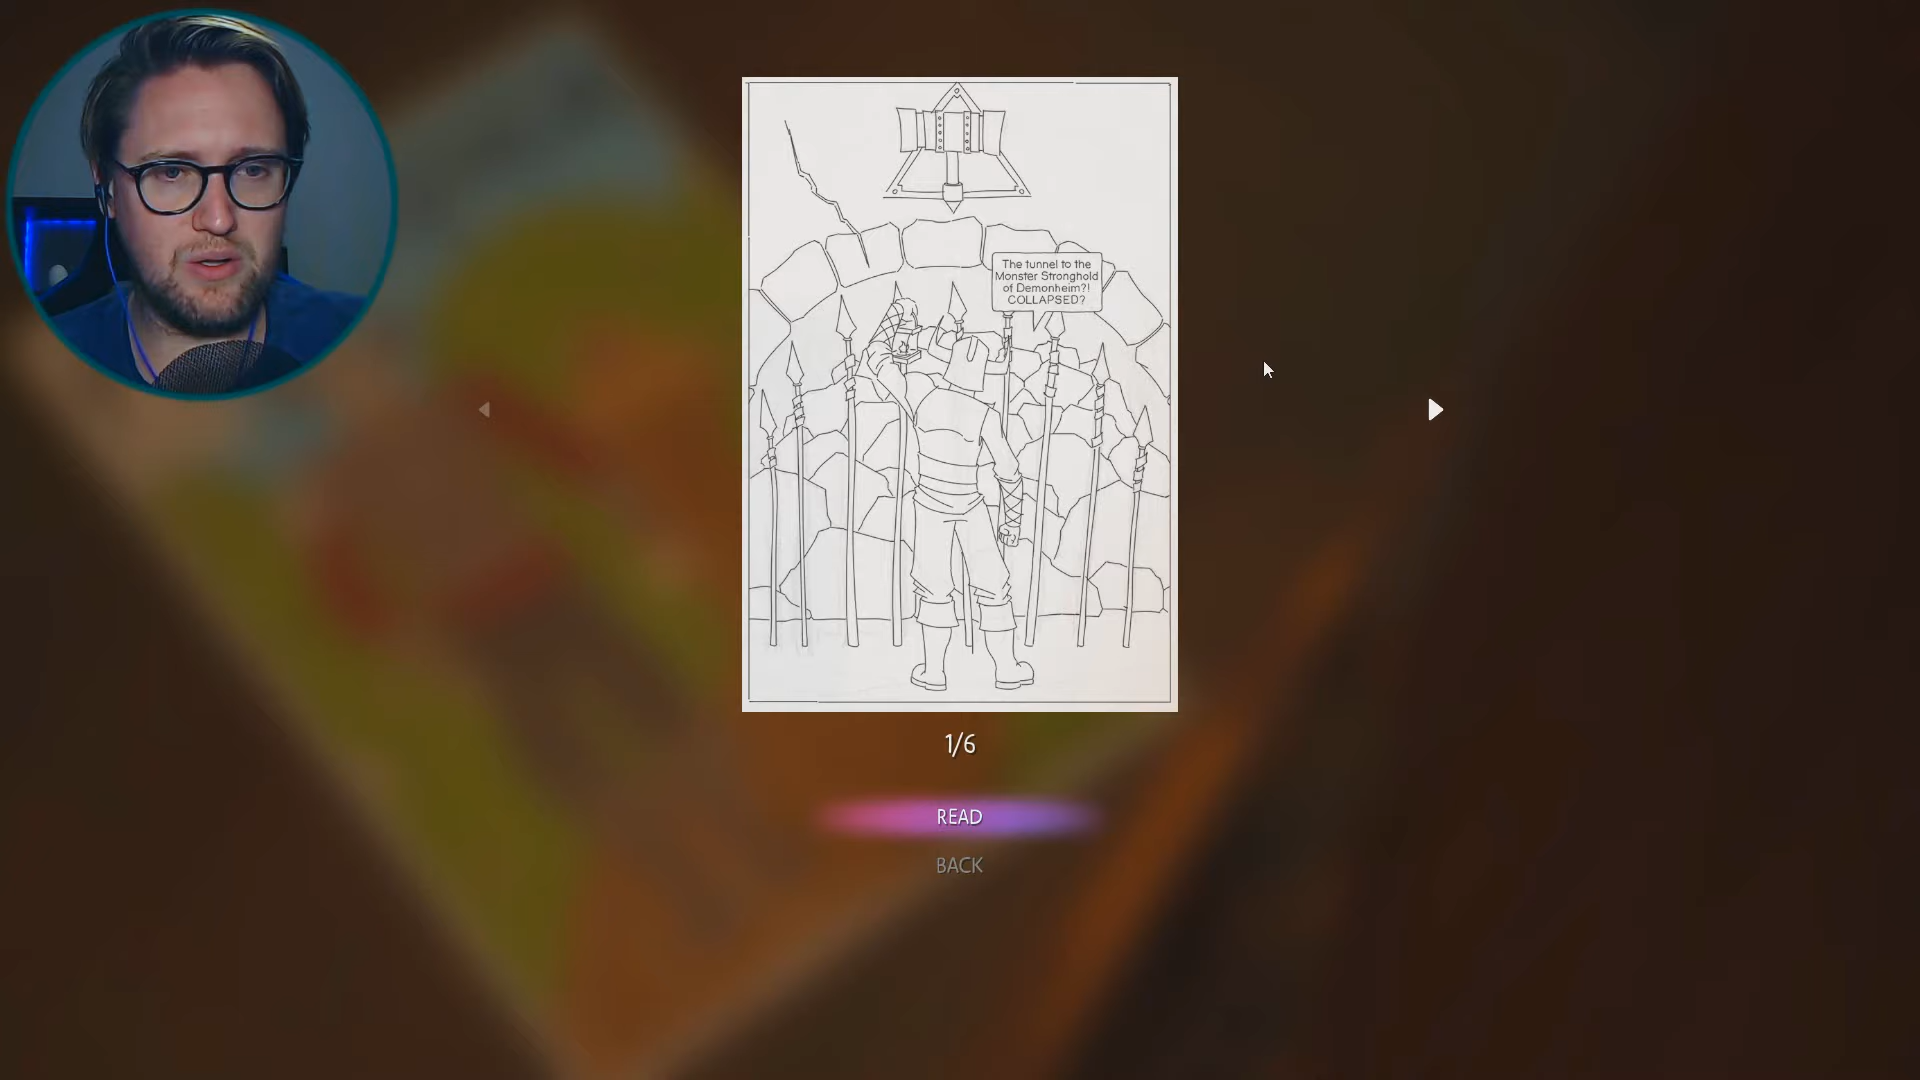 The tunnel to the
Monster Stronghold
of Demonheim?!
COLLAPSED?
1/6
READ
BACK